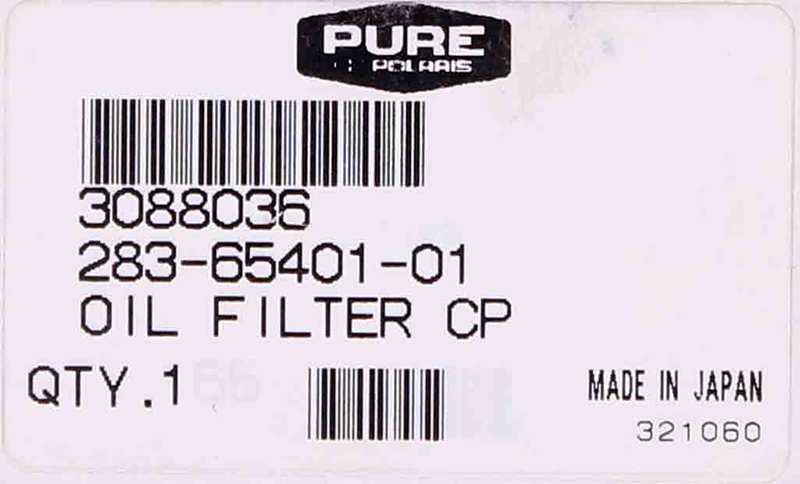 PURE
POLARIS
3088036
283-65401-01
OIL FILTER CP
QTY.1
MADE IN JAPAN
321060